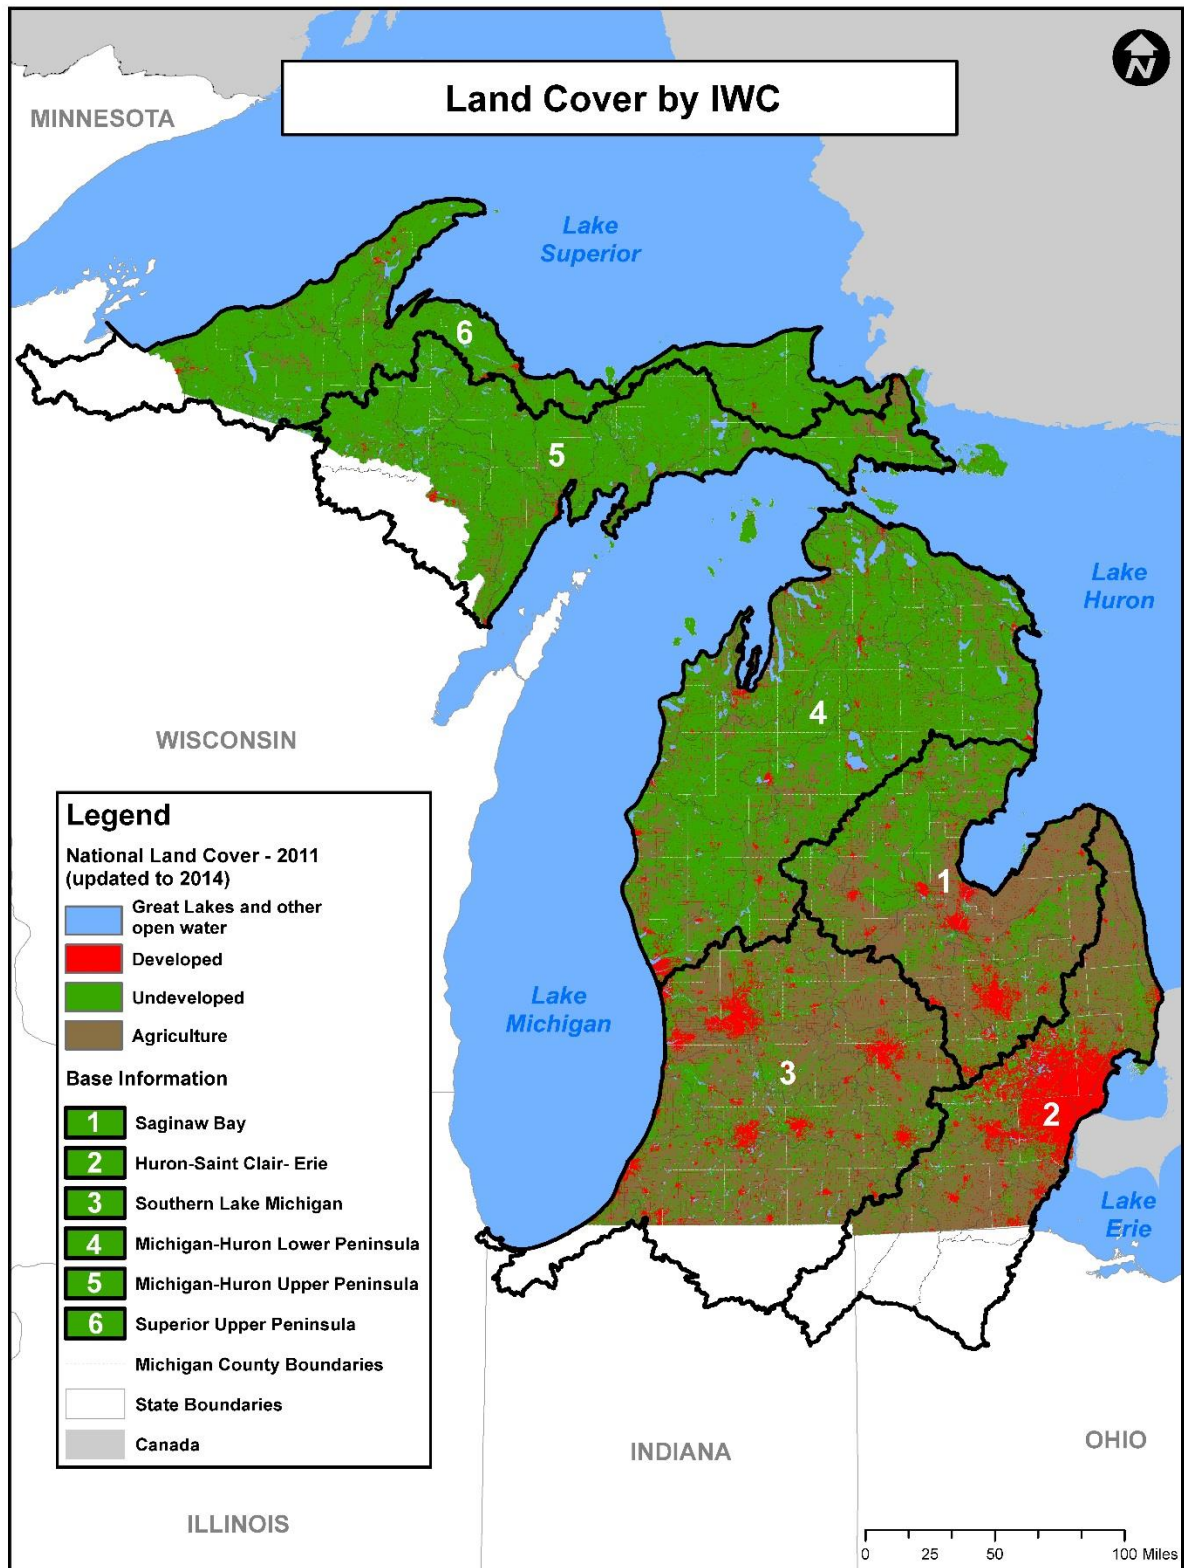 Land Cover by IWC
N
MINNESOTA
Lake
Superior
6
5
Lake
Huron
4
WISCONSIN
1
Lake
Michigan
3
2
Lake
Erie
Legend
National Land Cover - 2011
(updated to 2014)
Great Lakes and other
open water
Developed
Undeveloped
Agriculture
Base Information
1 Saginaw Bay
2 Huron-Saint Clair- Erie
3 Southern Lake Michigan
4 Michigan-Huron Lower Peninsula
5 Michigan-Huron Upper Peninsula
6 Superior Upper Peninsula
Michigan County Boundaries
State Boundaries
Canada
INDIANA
OHIO
ILLINOIS
0 25 50 100 Miles